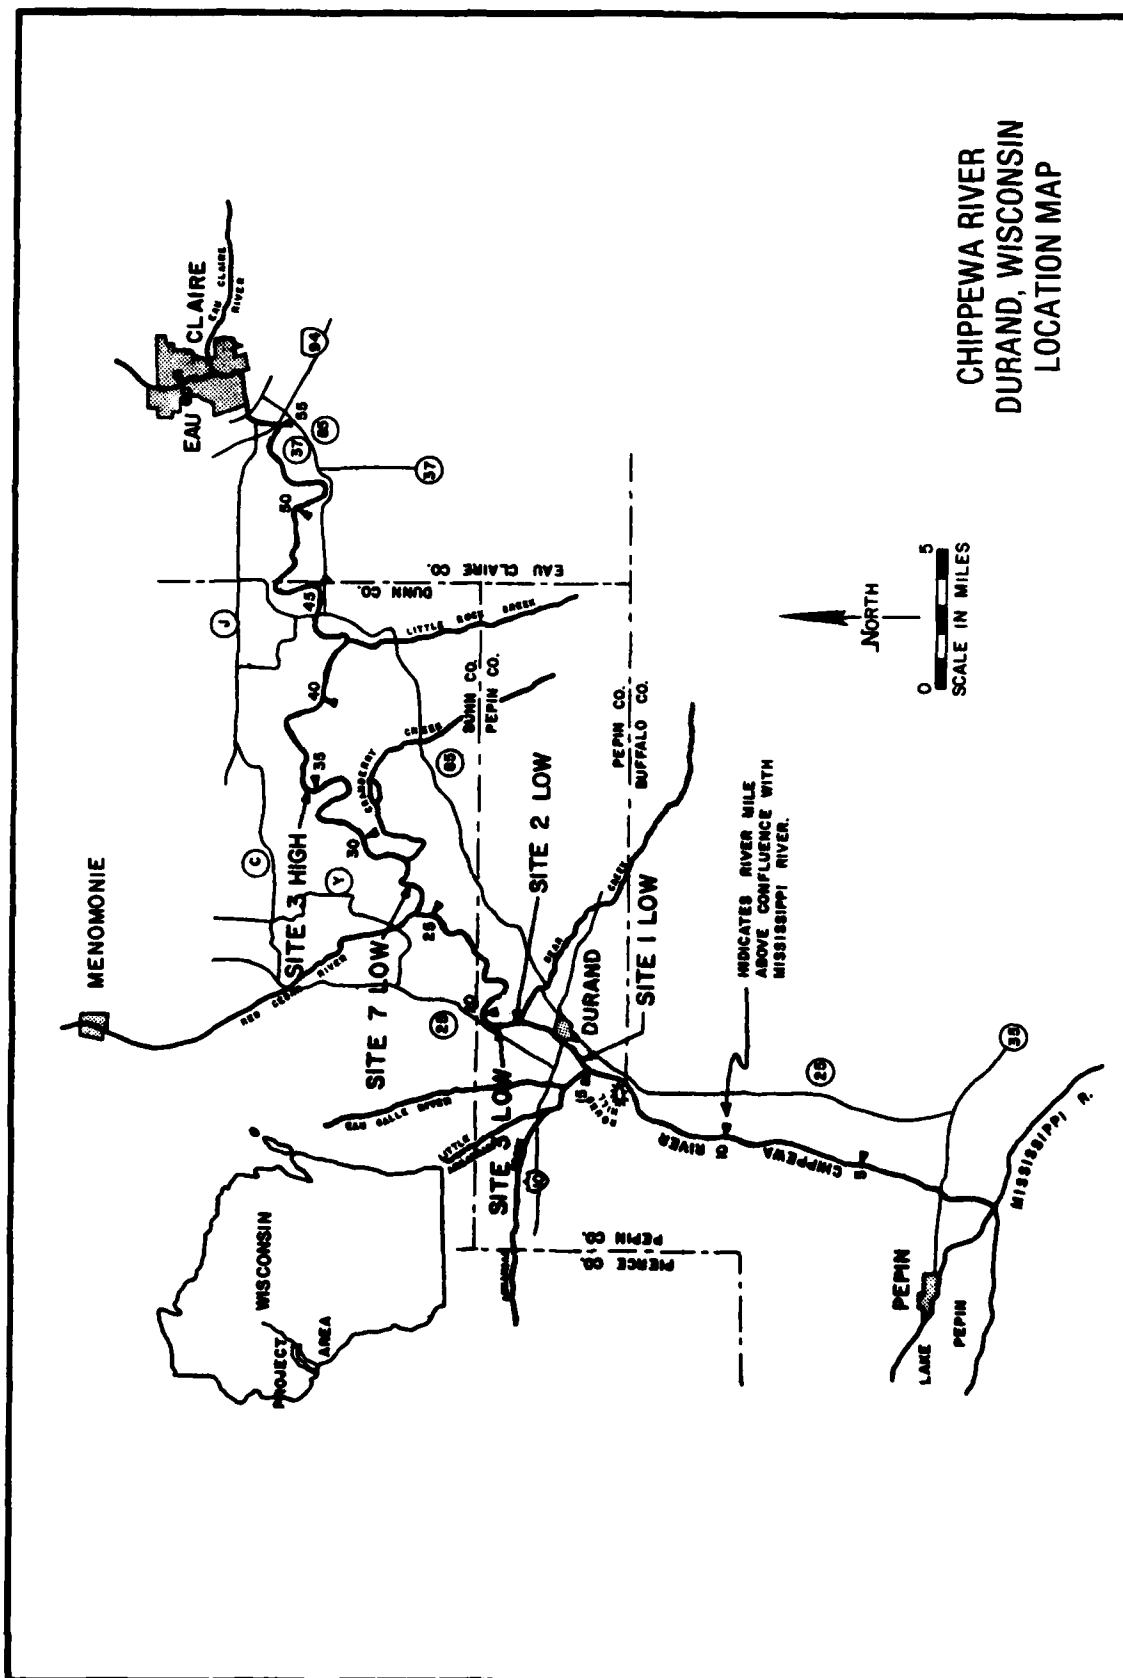 CHIPPEWA RIVER
DURAND, WISCONSIN
LOCATION MAP
MENOMONIE
EAU
CLAIRE
EAU CLAIRE
RIVER
94
85
37
37
55
50
45
40
35
30
25
20
15
10
5
J
C
Y
25
85
25
35
10
SITE 3 HIGH
SITE 7 LOW
SITE 3 LOW
SITE 2 LOW
SITE 1 LOW
RED CEDAR RIVER
EAU GALLE RIVER
LITTLE
CRANBERRY
CREEK
LITTLE ROCK CREEK
BEAR
CREEK
DUNN CO.
EAU CLAIRE CO.
DUNN CO.
PEPIN CO.
PEPIN CO.
BUFFALO CO.
PIERCE CO.
PEPIN CO.
DURAND
CHIPPEWA
RIVER
INDICATES RIVER MILE
ABOVE CONFLUENCE WITH
MISSISSIPPI RIVER.
MISSISSIPPI R.
PEPIN
LAKE
PEPIN
WISCONSIN
PROJECT
AREA
NORTH
0 5
SCALE IN MILES